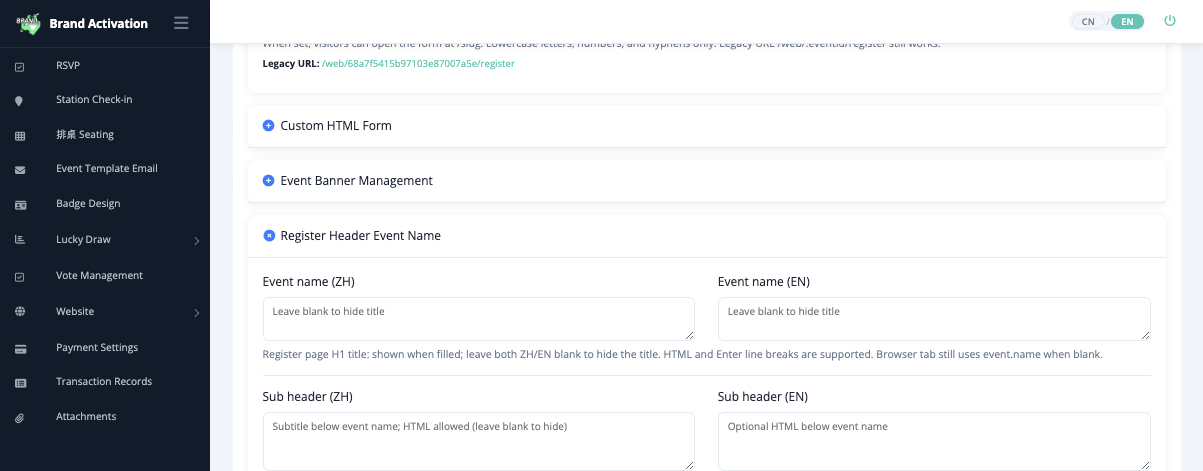 BRAND
Brand Activation
CN / EN
RSVP
Station Check-in
排桌 Seating
Event Template Email
Badge Design
Lucky Draw
Vote Management
Website
Payment Settings
Transaction Records
Attachments
When set, visitors can open the form at /slug. Lowercase letters, numbers, and hyphens only. Legacy URL /web/:eventId/register still works.
Legacy URL: /web/68a7f5415b97103e87007a5e/register
Custom HTML Form
Event Banner Management
Register Header Event Name
Event name (ZH)
Leave blank to hide title
Event name (EN)
Leave blank to hide title
Register page H1 title: shown when filled; leave both ZH/EN blank to hide the title. HTML and Enter line breaks are supported. Browser tab still uses event.name when blank.
Sub header (ZH)
Subtitle below event name; HTML allowed (leave blank to hide)
Sub header (EN)
Optional HTML below event name